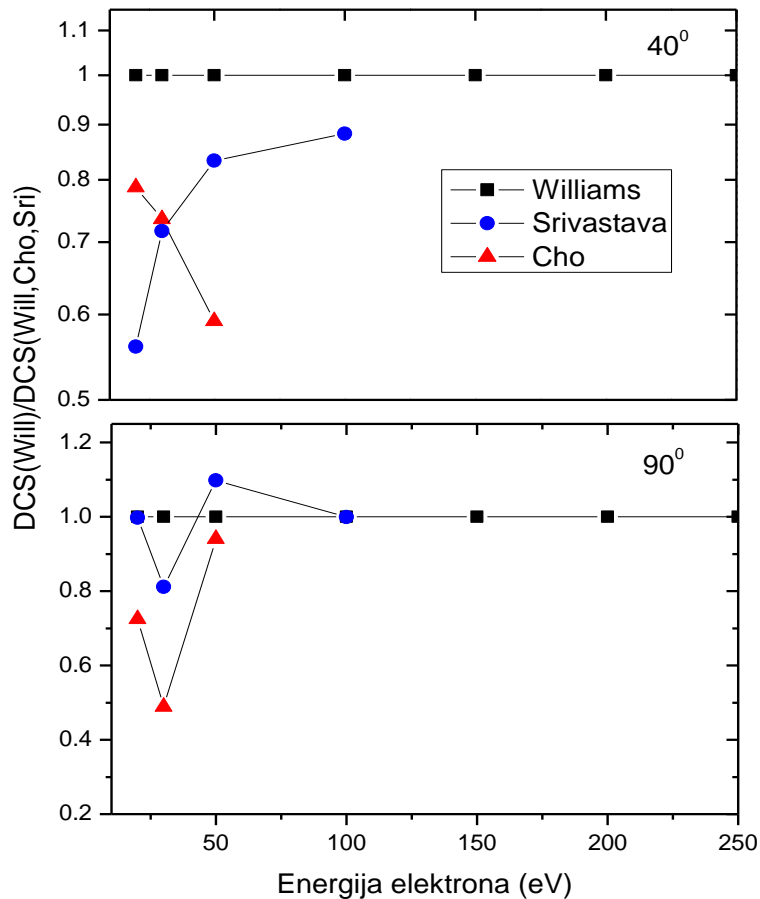 DCS(Will)/DCS(Will,Cho,Sri)
40⁰
1.1
1
0.9
0.8
0.7
0.6
0.5
Williams
Srivastava
Cho
90⁰
1.2
1.0
0.8
0.6
0.4
0.2
50 100 150 200 250
Energija elektrona (eV)